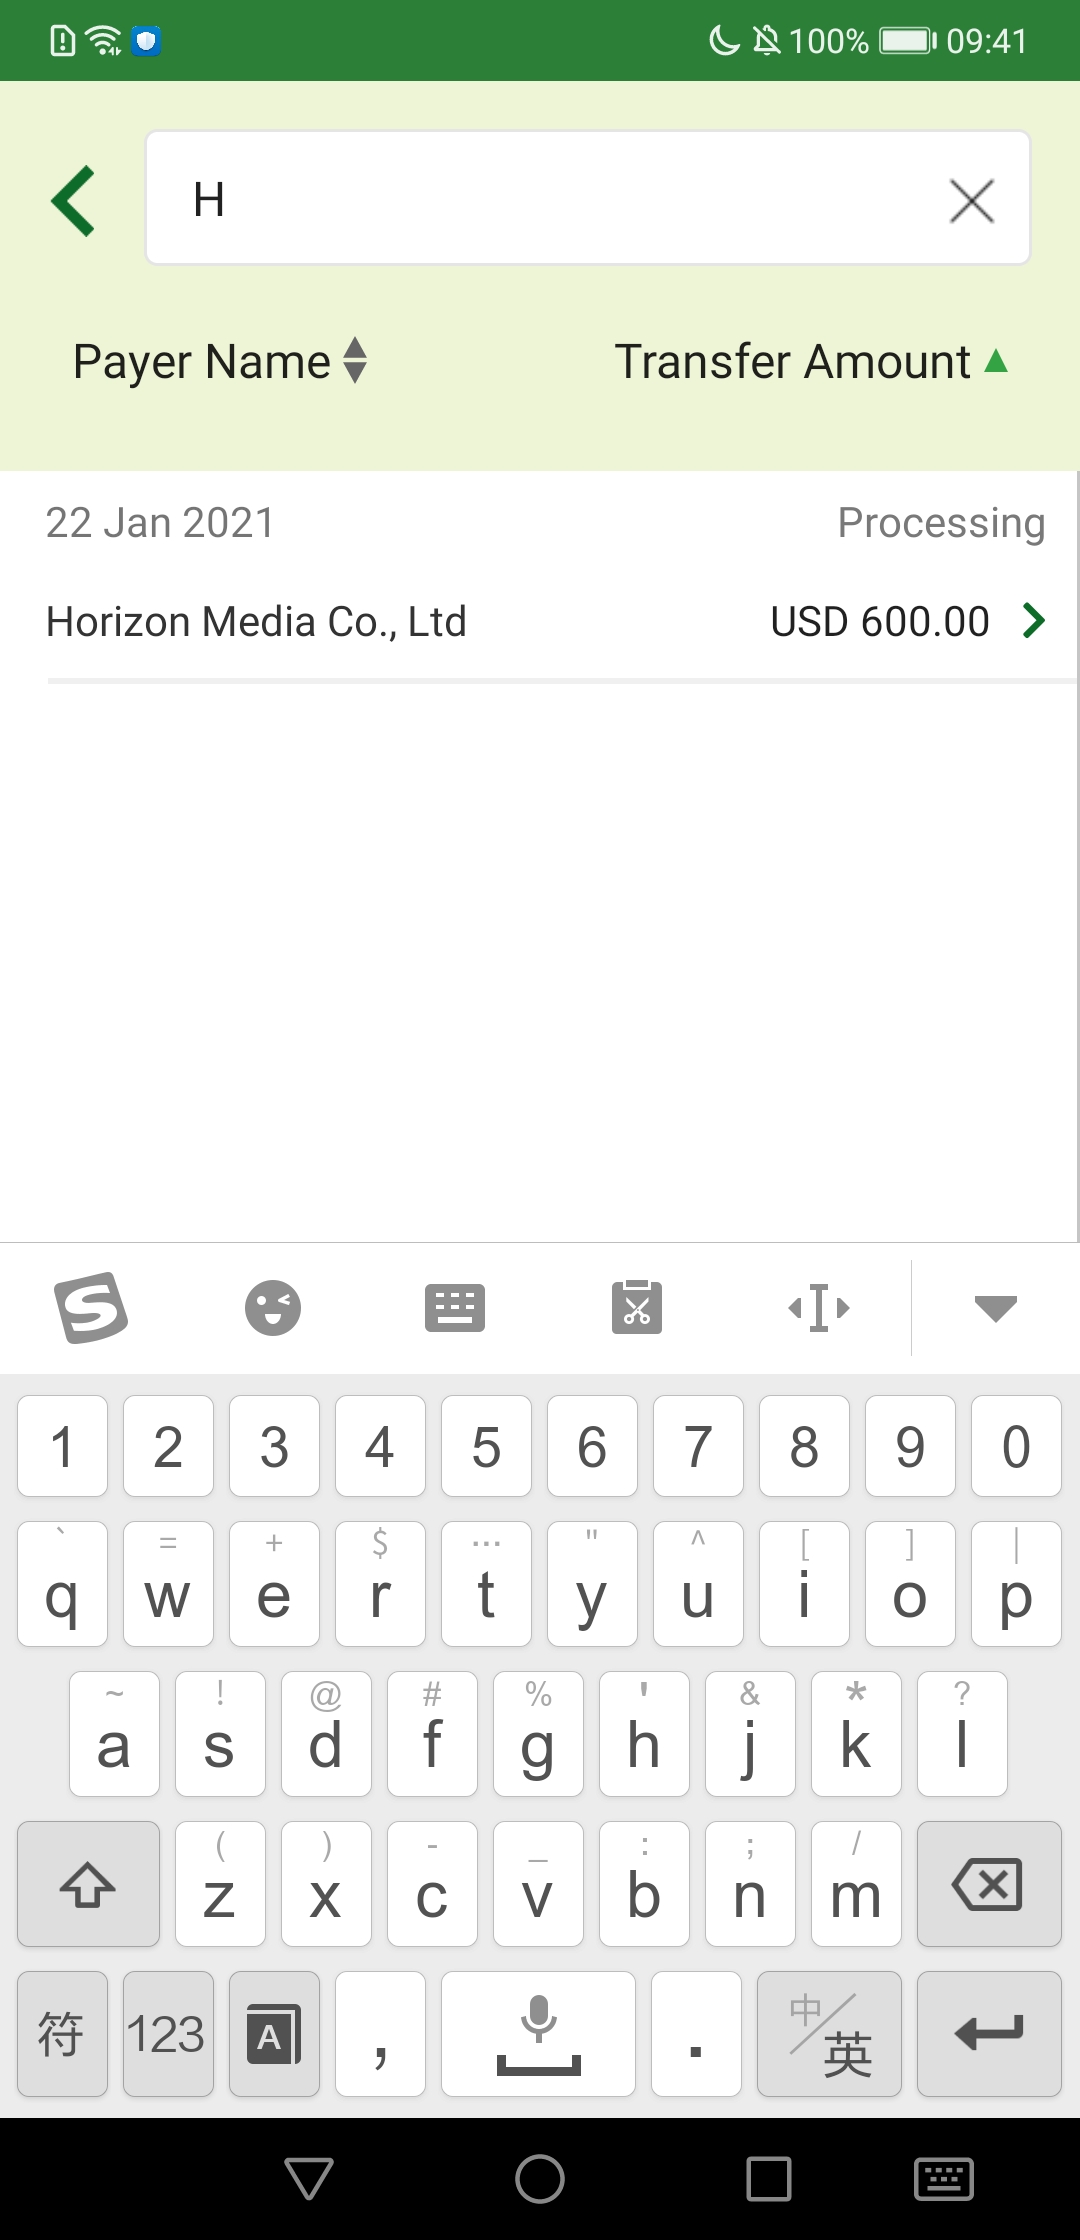 100% 09:41
H
Payer Name Transfer Amount
22 Jan 2021 Processing
Horizon Media Co., Ltd USD 600.00
1 2 3 4 5 6 7 8 9 0
` = + $ ... " ^ [ ] |
q w e r t y u i o p
~ ! @ # % ' & * ?
a s d f g h j k l
( ) - _ : ; /
z x c v b n m
符 123 A , . 中/英